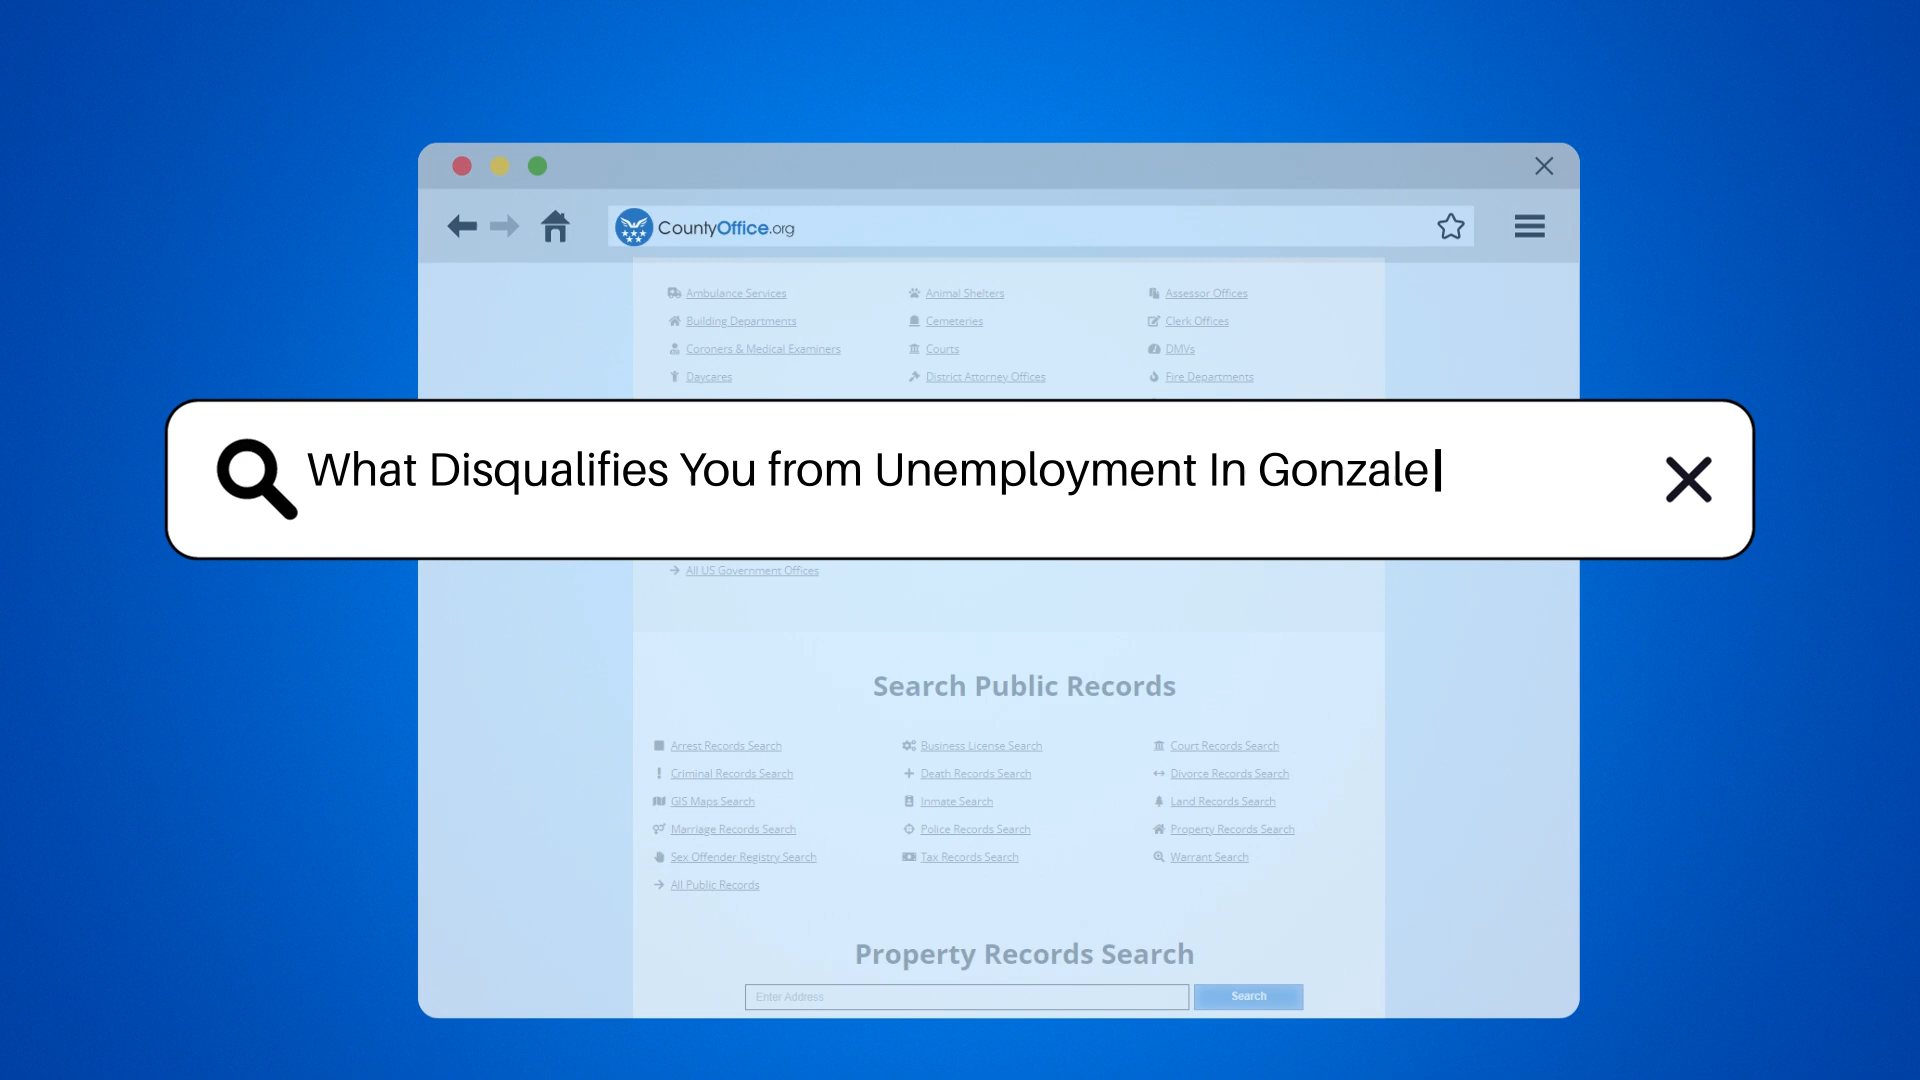 CountyOffice.org
Ambulance Services Animal Shelters Assessor Offices
Building Departments Cemeteries Clerk Offices
Coroners & Medical Examiners Courts DMVs
Daycares District Attorney Offices Fire Departments
What Disqualifies You from Unemployment In Gonzale
All US Government Offices
Search Public Records
Arrest Records Search Business License Search Court Records Search
Criminal Records Search Death Records Search Divorce Records Search
GIS Maps Search Inmate Search Land Records Search
Marriage Records Search Police Records Search Property Records Search
Sex Offender Registry Search Tax Records Search Warrant Search
All Public Records
Property Records Search
Enter Address Search